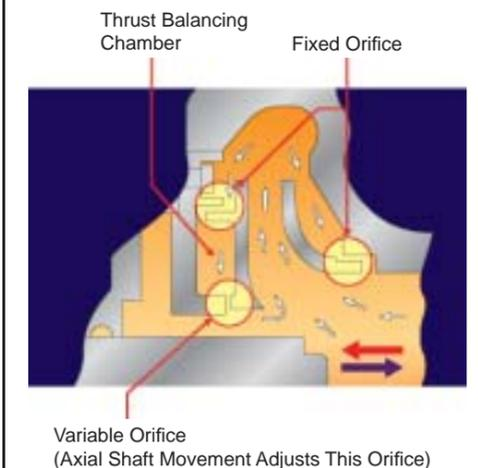 Thrust Balancing
Chamber
Fixed Orifice
Variable Orifice
(Axial Shaft Movement Adjusts This Orifice)